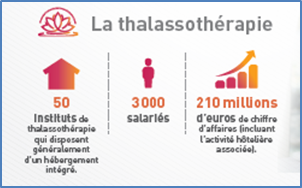 La thalassothérapie
50
Instituts de
thalassothérapie
qui disposent
généralement
d'un hébergement
intégré.
3000
salariés
210 millions
d'euros de chiffre
d'affaires (incluant
l'activité hôtelière
associée).